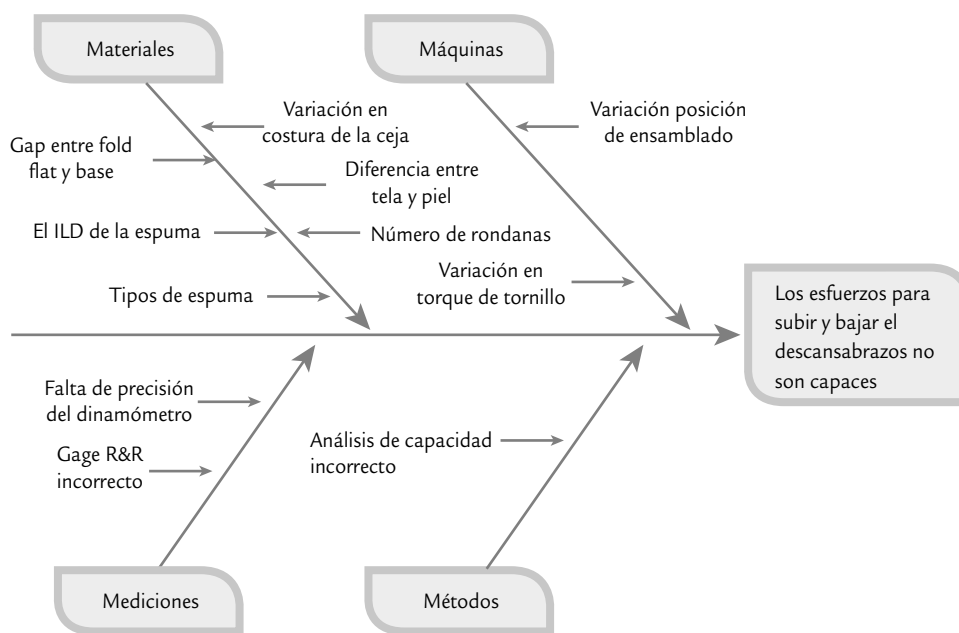 Materiales
Máquinas
Variación en
costura de la ceja
Variación posición
de ensamblado
Gap entre fold
flat y base
Diferencia entre
tela y piel
El ILD de la espuma
Número de rondanas
Variación en
torque de tornillo
Tipos de espuma
Los esfuerzos para
subir y bajar el
descansabrazos no
son capaces
Falta de precisión
del dinamómetro
Análisis de capacidad
incorrecto
Gage R&R
incorrecto
Mediciones
Métodos